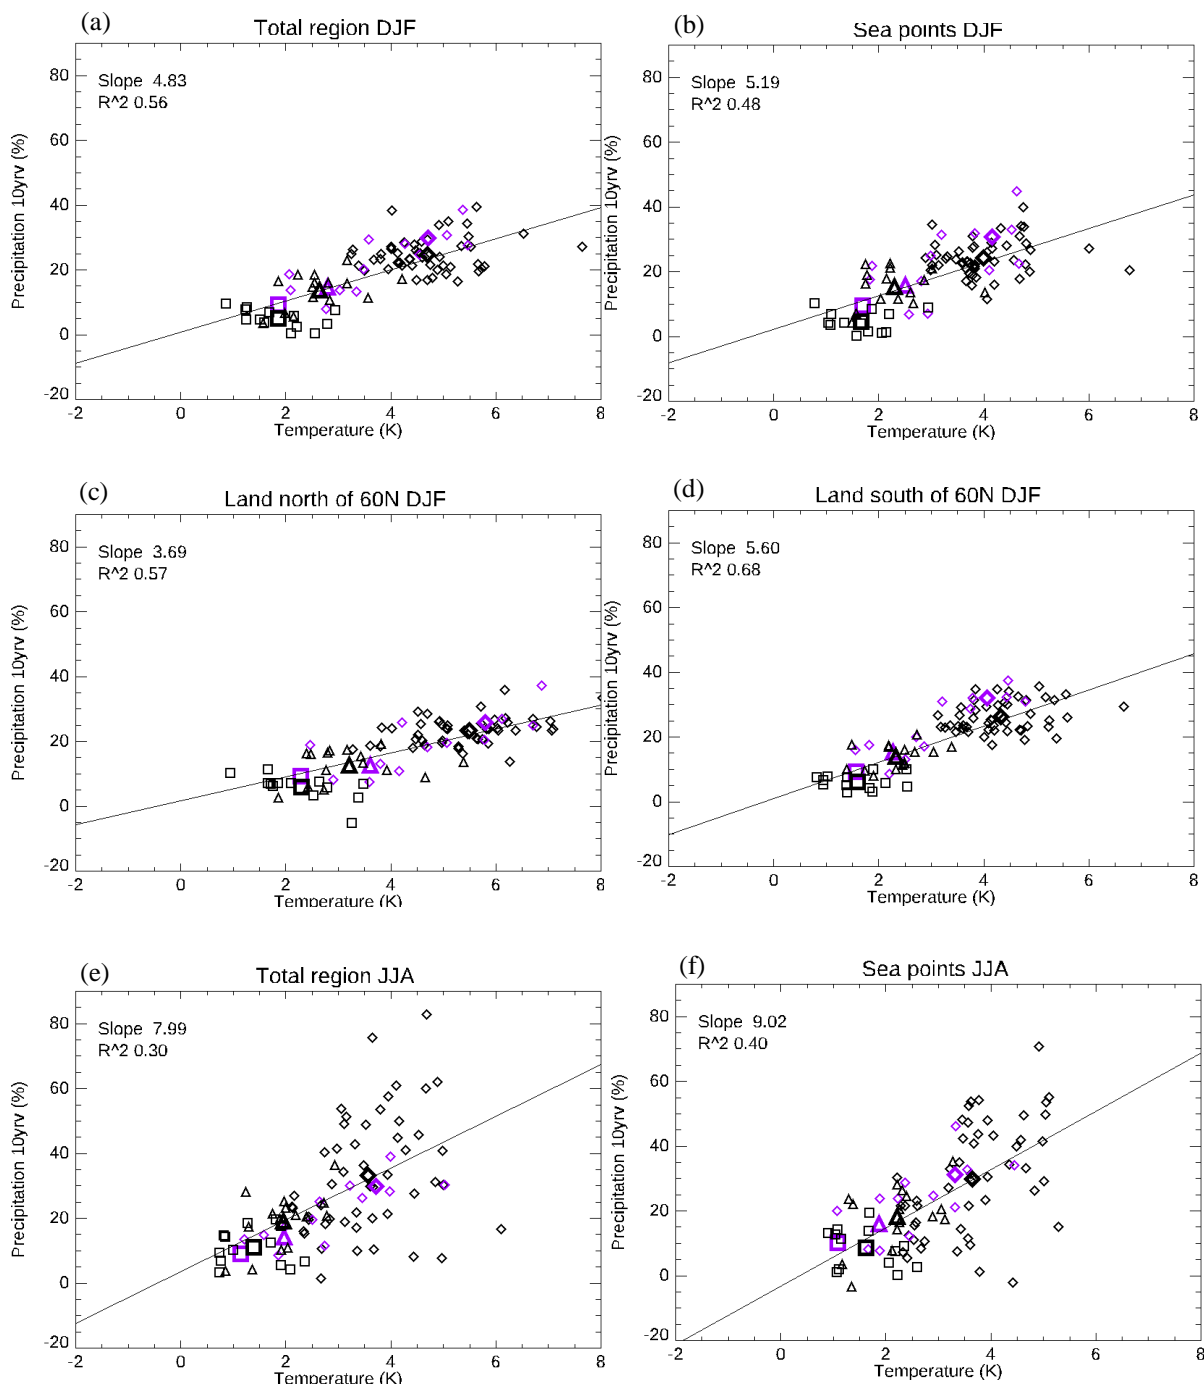 (a)
Total region DJF
Slope 4.83
R^2 0.56
Precipitation 10yrv (%)
80
60
40
20
0
-20
-2 0 2 4 6 8
Temperature (K)
(b)
Sea points DJF
Slope 5.19
R^2 0.48
Precipitation 10yrv (%)
80
60
40
20
0
-20
-2 0 2 4 6 8
Temperature (K)
(c)
Land north of 60N DJF
Slope 3.69
R^2 0.57
Precipitation 10yrv (%)
80
60
40
20
0
-20
-2 0 2 4 6 8
Temperature (K)
(d)
Land south of 60N DJF
Slope 5.60
R^2 0.68
Precipitation 10yrv (%)
80
60
40
20
0
-20
-2 0 2 4 6 8
Temperature (K)
(e)
Total region JJA
Slope 7.99
R^2 0.30
Precipitation 10yrv (%)
80
60
40
20
0
-20
-2 0 2 4 6 8
Temperature (K)
(f)
Sea points JJA
Slope 9.02
R^2 0.40
Precipitation 10yrv (%)
80
60
40
20
0
-20
-2 0 2 4 6 8
Temperature (K)